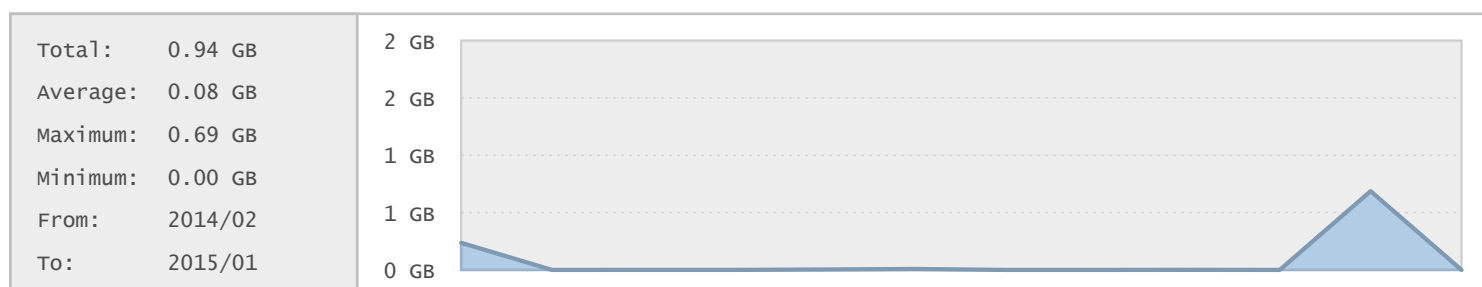 Total: 0.94 GB
Average: 0.08 GB
Maximum: 0.69 GB
Minimum: 0.00 GB
From: 2014/02
To: 2015/01
2 GB
2 GB
1 GB
1 GB
0 GB